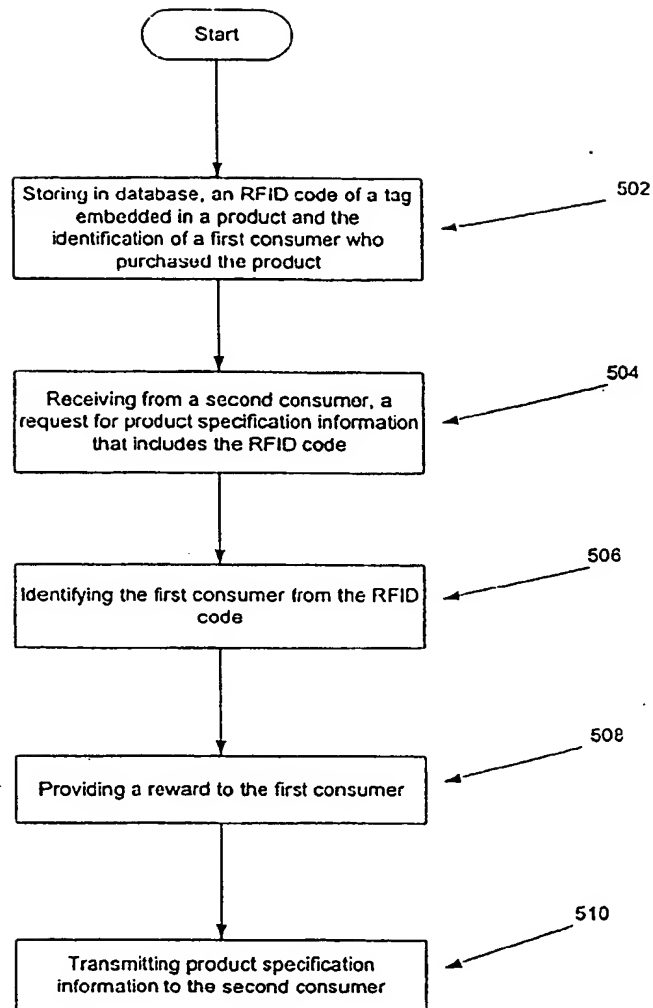 Start
Storing in database, an RFID code of a tag
embedded in a product and the
identification of a first consumer who
purchased the product
502
Receiving from a second consumer, a
request for product specification information
that includes the RFID code
504
Identifying the first consumer from the RFID
code
506
Providing a reward to the first consumer
508
Transmitting product specification
information to the second consumer
510